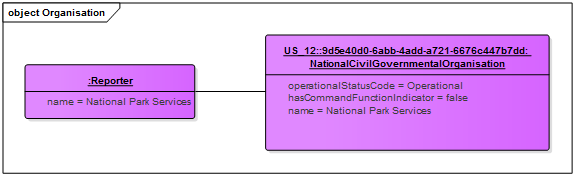 object Organisation
:Reporter
name = National Park Services
US_12::9d5e40d0-6abb-4add-a721-6676c447b7dd:
NationalCivilGovernmentalOrganisation
operationalStatusCode = Operational
hasCommandFunctionIndicator = false
name = National Park Services